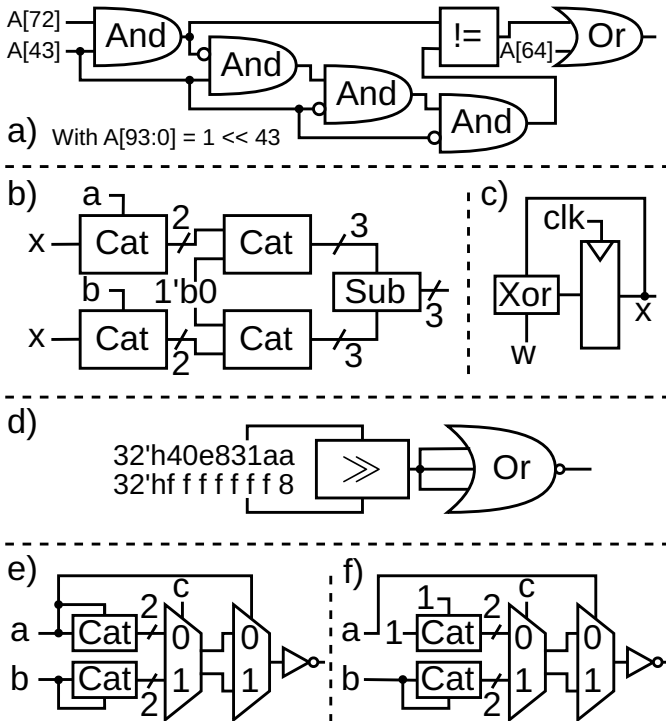 A[72] And != Or
A[43] And A[64]
And
And
a) With A[93:0] = 1 << 43
b) a 2 3 c) clk
x Cat Cat
b 1'b0 Sub Xor
3 x
x Cat 2 Cat 3 w
d)
32'h40e831aa
32'hf f f f f f f 8 >> Or
e) c f) c
a Cat 2 0 0 a 1 1 Cat 2 0 0
b Cat 2 1 1 b Cat 2 1 1